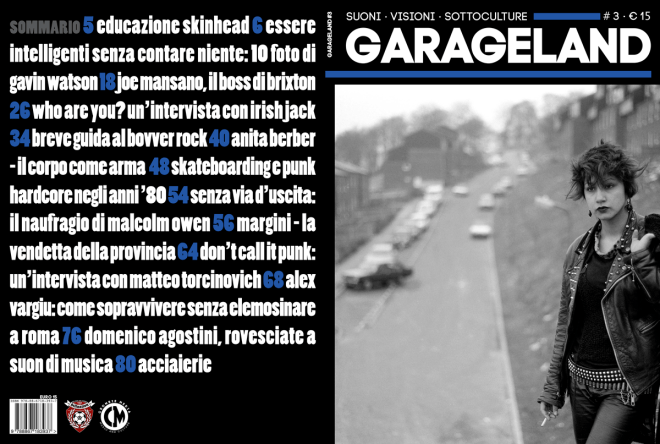 SOMMARIO 5 educazione skinhead 6 essere
intelligenti senza contare niente: 10 foto di
gavin watson 18 joe mansano, il boss di brixton
26 who are you? un'intervista con irish jack
34 breve guida al bovver rock 40 anita berber
- il corpo come arma 48 skateboarding e punk
hardcore negli anni '80 54 senza via d'uscita:
il naufragio di malcolm owen 56 margini - la
vendetta della provincia 64 don't call it punk:
un'intervista con matteo torcinovich 68 alex
vargiu: come sopravvivere senza elemosinare
a roma 76 domenico agostini, rovesciate a
suon di musica 80 acciaierie
EURO 15
GARAGELAND #3
SUONI · VISIONI · SOTTOCULTURE # 3 · € 15
GARAGELAND